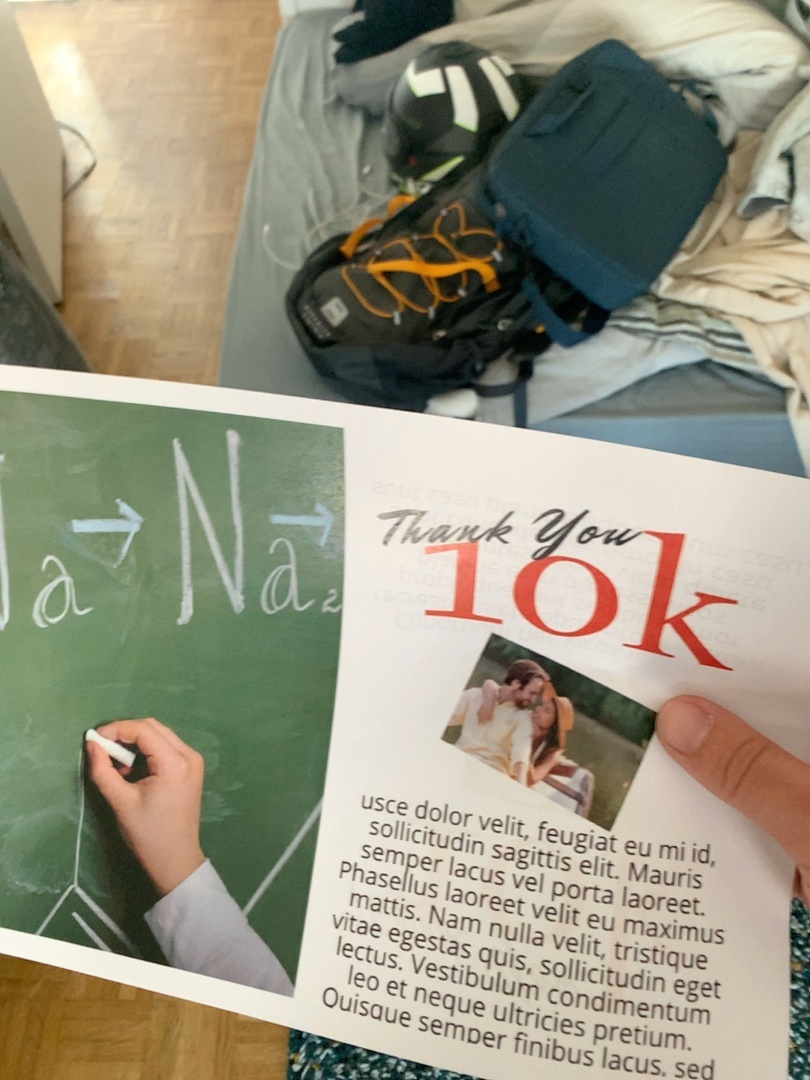 a → Na₂ →
Thank You
10k
usce dolor velit, feugiat eu mi id,
sollicitudin sagittis elit. Mauris
semper lacus vel porta laoreet.
Phasellus laoreet velit eu maximus
mattis. Nam nulla velit, tristique
vitae egestas quis, sollicitudin eget
lectus. Vestibulum condimentum
leo et neque ultricies pretium.
Quisque semper finibus lacus, sed